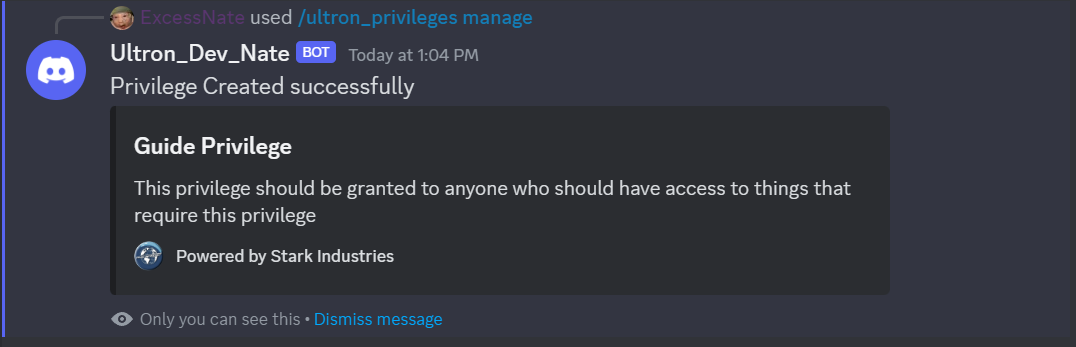 ExcessNate used /ultron_privileges manage
Ultron_Dev_Nate BOT Today at 1:04 PM
Privilege Created successfully
Guide Privilege
This privilege should be granted to anyone who should have access to things that
require this privilege
Powered by Stark Industries
Only you can see this • Dismiss message